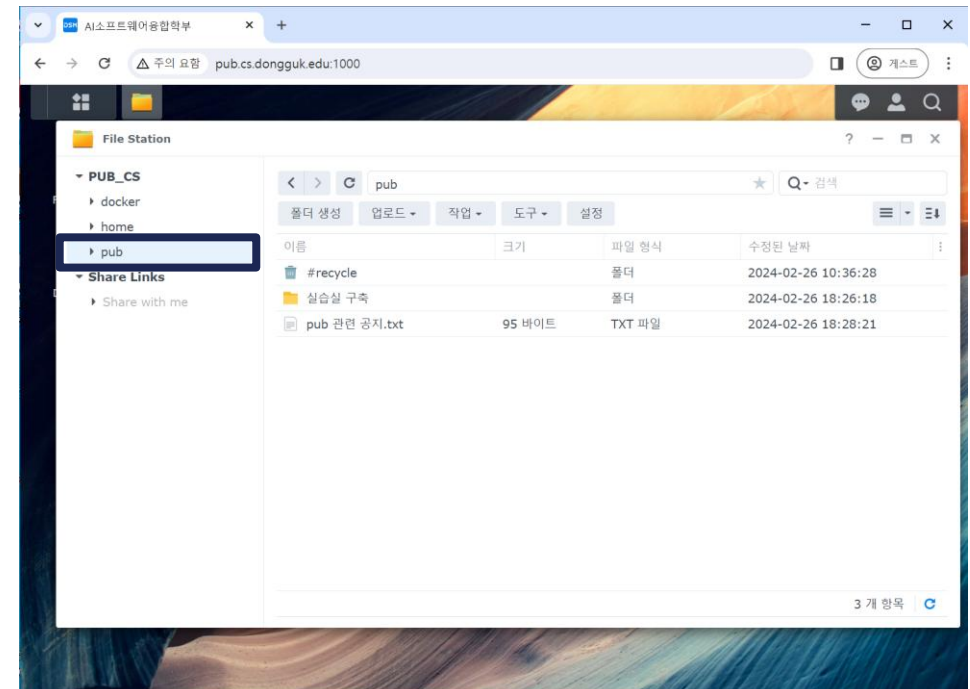 DSM AI소프트웨어융합학부
주의 요함 pub.cs.dongguk.edu:1000 게스트
File Station
PUB_CS
docker
home
pub
Share Links
Share with me
pub 검색
폴더 생성 업로드 작업 도구 설정
이름 크기 파일 형식 수정된 날짜
#recycle 폴더 2024-02-26 10:36:28
실습실 구축 폴더 2024-02-26 18:26:18
pub 관련 공지.txt 95 바이트 TXT 파일 2024-02-26 18:28:21
3 개 항목